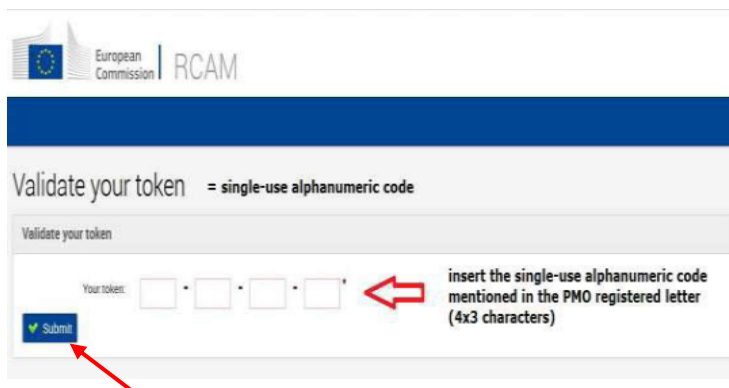 European
Commission
RCAM
Validate your token = single-use alphanumeric code
Validate your token
Your token: - - - *
insert the single-use alphanumeric code
mentioned in the PMO registered letter
(4x3 characters)
Submit